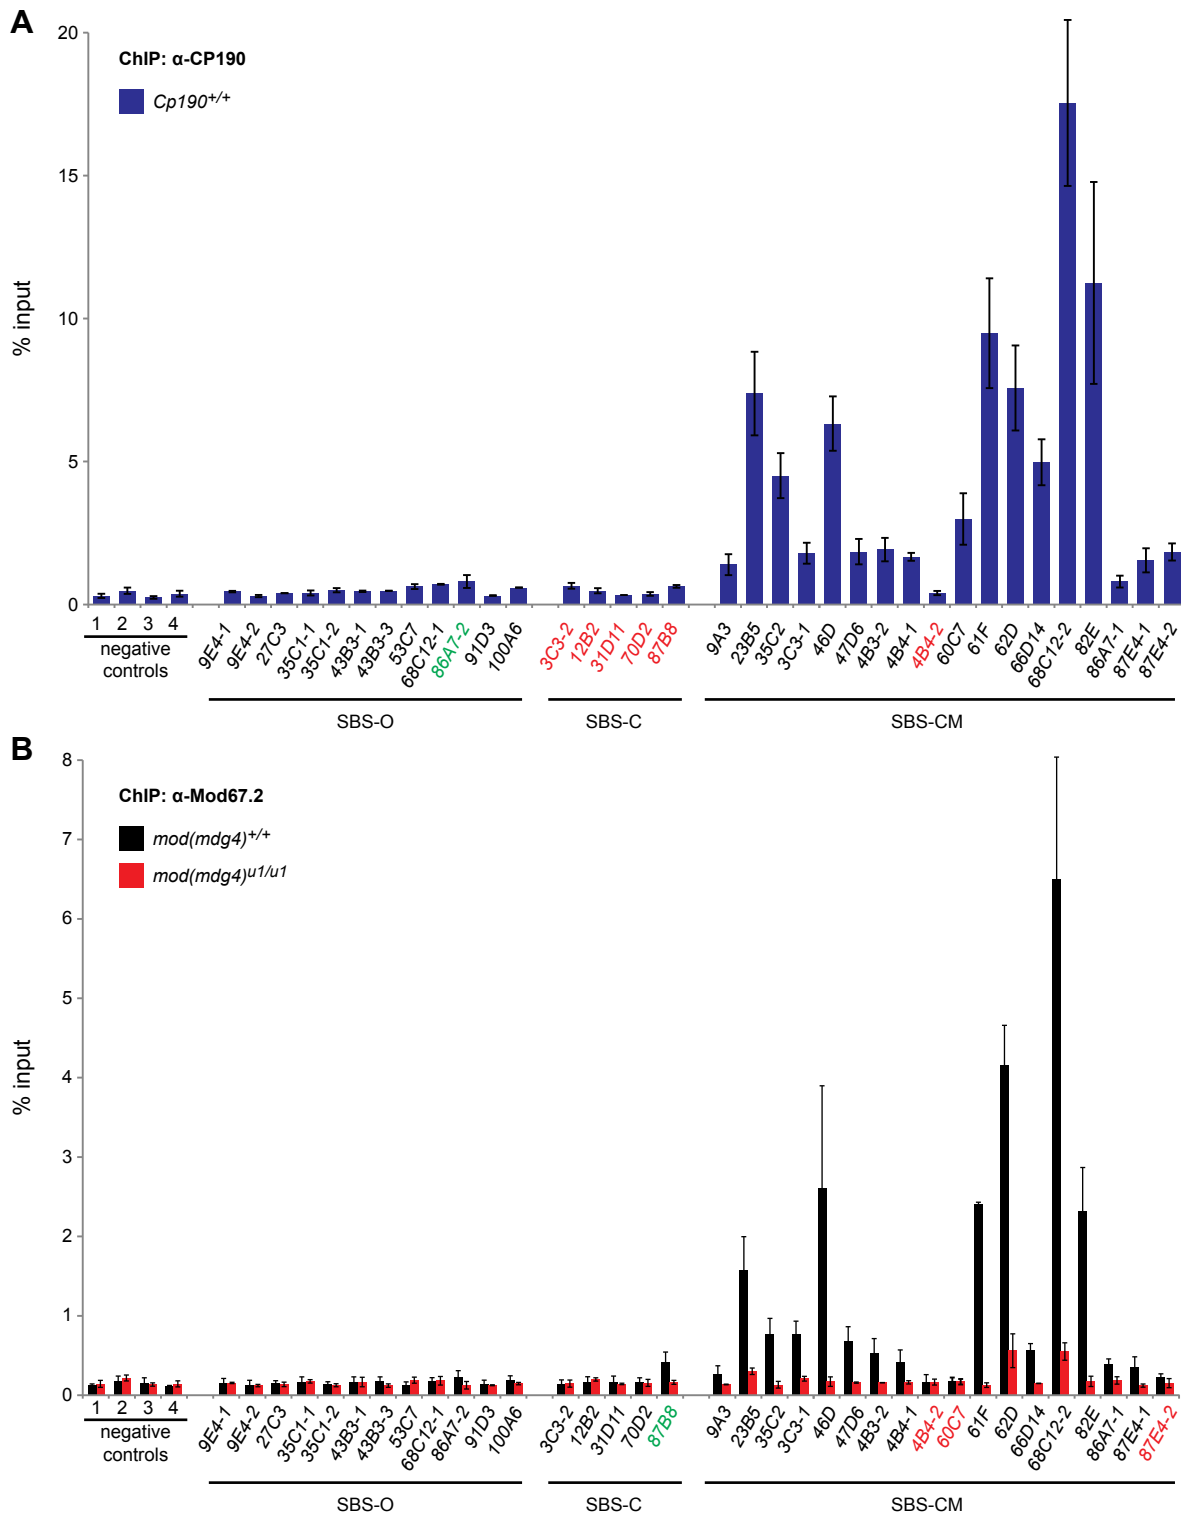 A
ChIP: α-CP190
Cp190+/+
% input
20
15
10
5
0
1 2 3 4
negative controls
9E4-1 9E4-2 27C3 35C1-1 35C1-2 43B3-1 43B3-3 53C7 68C12-1 86A7-2 91D3 100A6
3C3-2 12B2 31D11 70D2 87B8
9A3 23B5 35C2 3C3-1 46D 47D6 4B3-2 4B4-1 4B4-2 60C7 61F 62D 66D14 68C12-2 82E 86A7-1 87E4-1 87E4-2
SBS-O SBS-C SBS-CM
B
ChIP: α-Mod67.2
mod(mdg4)+/+
mod(mdg4)u1/u1
% input
8
7
6
5
4
3
2
1
0
1 2 3 4
negative controls
9E4-1 9E4-2 27C3 35C1-1 35C1-2 43B3-1 43B3-3 53C7 68C12-1 86A7-2 91D3 100A6
3C3-2 12B2 31D11 70D2 87B8
9A3 23B5 35C2 3C3-1 46D 47D6 4B3-2 4B4-1 4B4-2 60C7 61F 62D 66D14 68C12-2 82E 86A7-1 87E4-1 87E4-2
SBS-O SBS-C SBS-CM